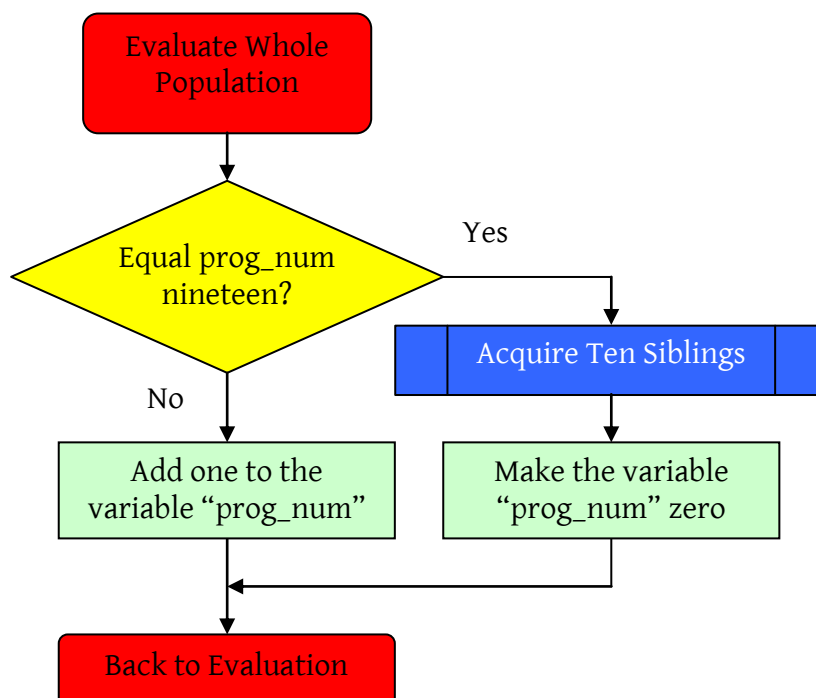 Evaluate Whole
Population
Equal prog_num
nineteen?
Yes
No
Acquire Ten Siblings
Add one to the
variable “prog_num”
Make the variable
“prog_num” zero
Back to Evaluation